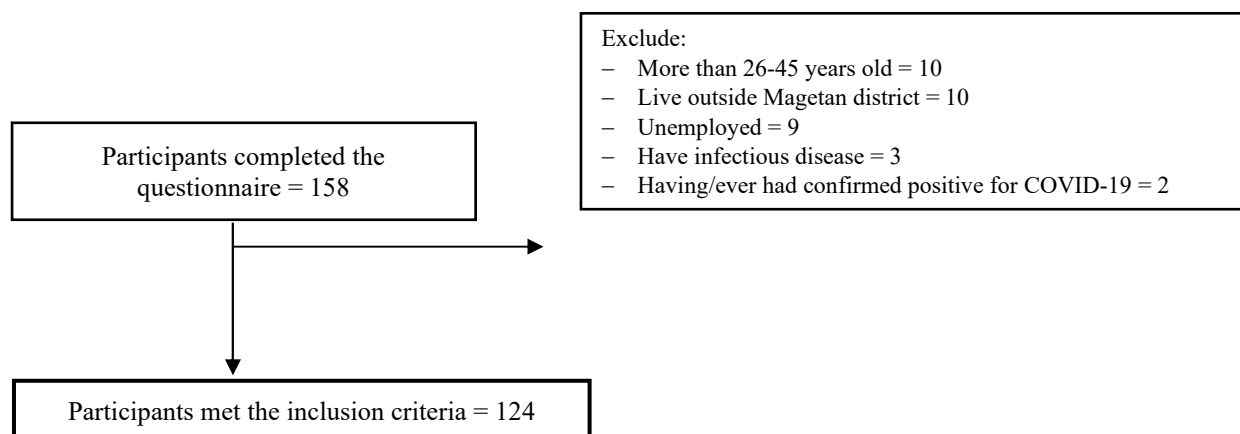 Exclude:
– More than 26-45 years old = 10
– Live outside Magetan district = 10
– Unemployed = 9
– Have infectious disease = 3
– Having/ever had confirmed positive for COVID-19 = 2
Participants completed the
questionnaire = 158
Participants met the inclusion criteria = 124